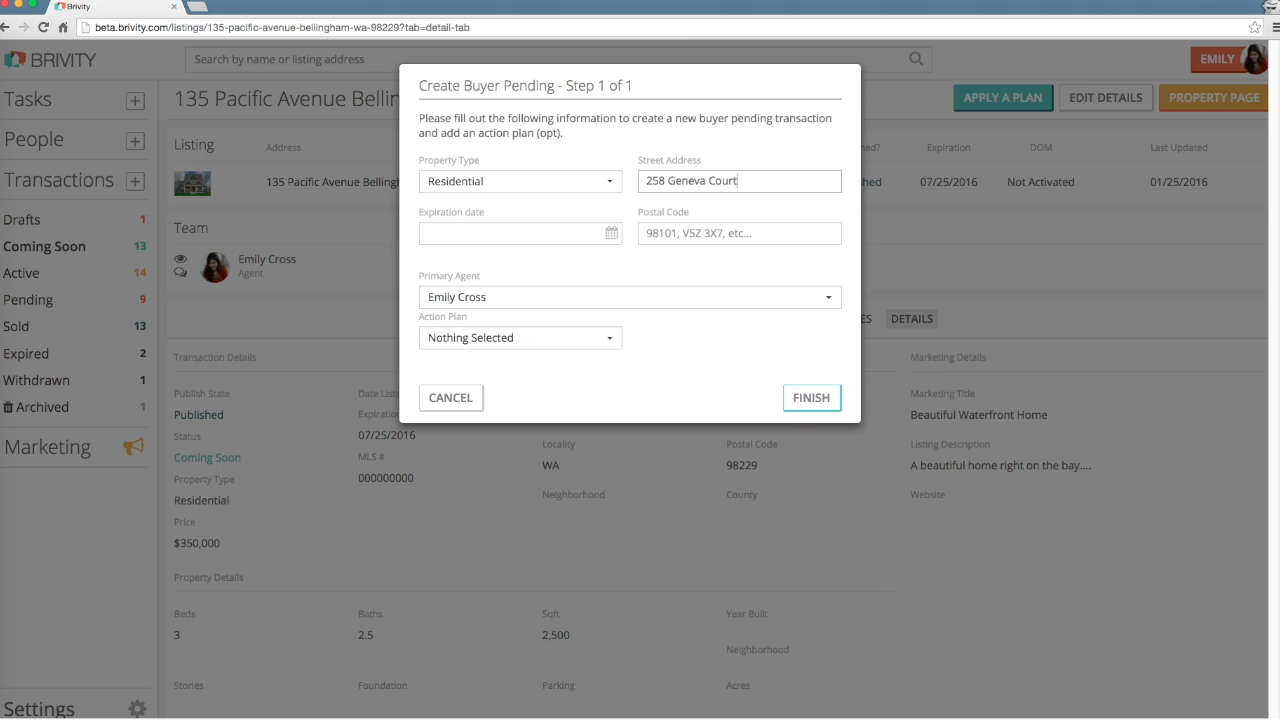 Brivity
beta.brivity.com/listings/135-pacific-avenue-bellingham-wa-98229?tab=detail-tab
BRIVITY
Search by name or listing address
EMILY
Tasks
People
Transactions
Drafts 1
Coming Soon 13
Active 14
Pending 9
Sold 13
Expired 2
Withdrawn 1
Archived 1
Marketing
Settings
135 Pacific Avenue Bellin
APPLY A PLAN
EDIT DETAILS
PROPERTY PAGE
Listing Address hed? Expiration DOM Last Updated
135 Pacific Avenue Belling hed 07/25/2016 Not Activated 01/25/2016
Team
Emily Cross
Agent
ES DETAILS
Create Buyer Pending - Step 1 of 1
Please fill out the following information to create a new buyer pending transaction
and add an action plan (opt).
Property Type Street Address
Residential 258 Geneva Court
Expiration date Postal Code
98101, V5Z 3X7, etc...
Primary Agent
Emily Cross
Action Plan
Nothing Selected
CANCEL FINISH
Transaction Details
Publish State
Published
Status
Coming Soon
Property Type
Residential
Price
$350,000
Date Liste
Expiratio
07/25/2016
MLS #
000000000
Locality
WA
Neighborhood
Postal Code
98229
County
Marketing Details
Marketing Title
Beautiful Waterfront Home
Listing Description
A beautiful home right on the bay....
Website
Property Details
Beds Baths Sqft Year Built
3 2.5 2,500
Neighborhood
Stories Foundation Parking Acres